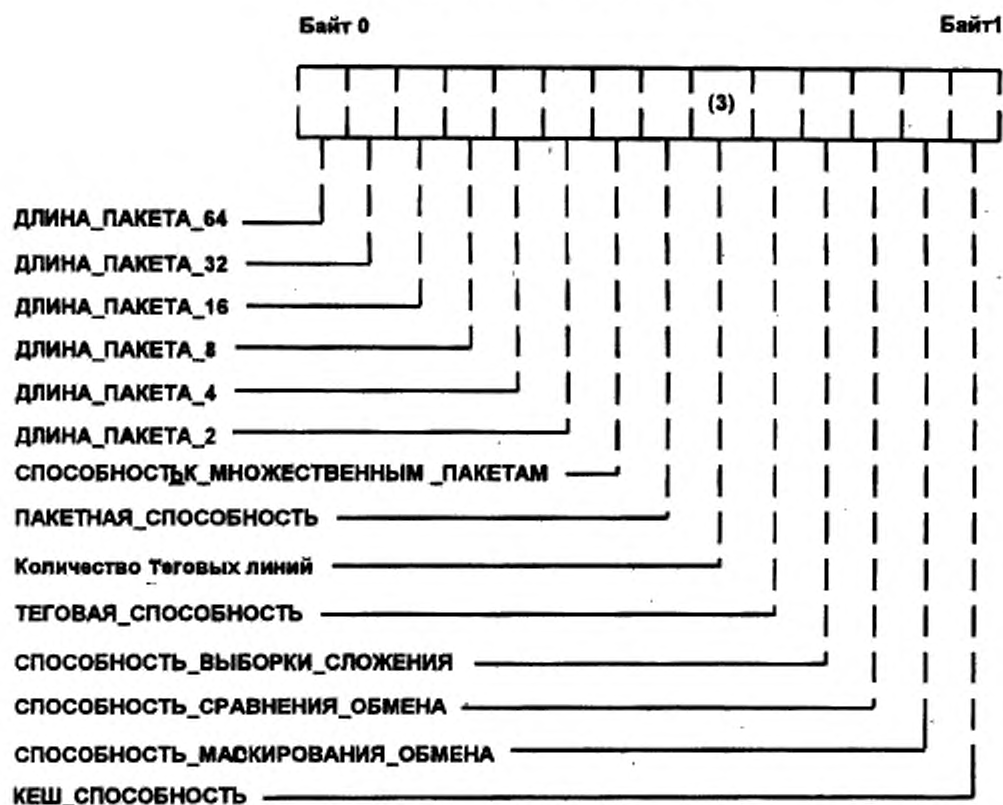 Байт 0 Байт1
(3)
ДЛИНА_ПАКЕТА_64
ДЛИНА_ПАКЕТА_32
ДЛИНА_ПАКЕТА_16
ДЛИНА_ПАКЕТА_8
ДЛИНА_ПАКЕТА_4
ДЛИНА_ПАКЕТА_2
СПОСОБНОСТЬК_МНОЖЕСТВЕННЫМ _ПАКЕТАМ
ПАКЕТНАЯ_СПОСОБНОСТЬ
Количество Теговых линий
ТЕГОВАЯ_СПОСОБНОСТЬ
СПОСОБНОСТЬ_ВЫБОРКИ_СЛОЖЕНИЯ
СПОСОБНОСТЬ_СРАВНЕНИЯ_ОБМЕНА
СПОСОБНОСТЬ_МАСКИРОВАНИЯ_ОБМЕНА
КЕШ_СПОСОБНОСТЬ